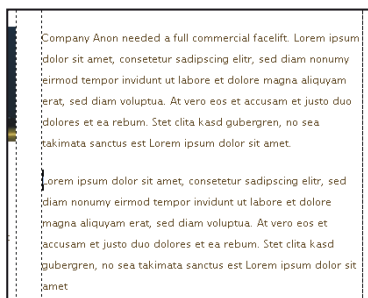 Company Anon needed a full commercial facelift. Lorem ipsum
dolor sit amet, consetetur sadipscing elitr, sed diam nonumy
eirmod tempor invidunt ut labore et dolore magna aliquyam
erat, sed diam voluptua. At vero eos et accusam et justo duo
dolores et ea rebum. Stet clita kasd gubergren, no sea
takimata sanctus est Lorem ipsum dolor sit amet.
Lorem ipsum dolor sit amet, consetetur sadipscing elitr, sed
diam nonumy eirmod tempor invidunt ut labore et dolore
magna aliquyam erat, sed diam voluptua. At vero eos et
accusam et justo duo dolores et ea rebum. Stet clita kasd
gubergren, no sea takimata sanctus est Lorem ipsum dolor sit
amet